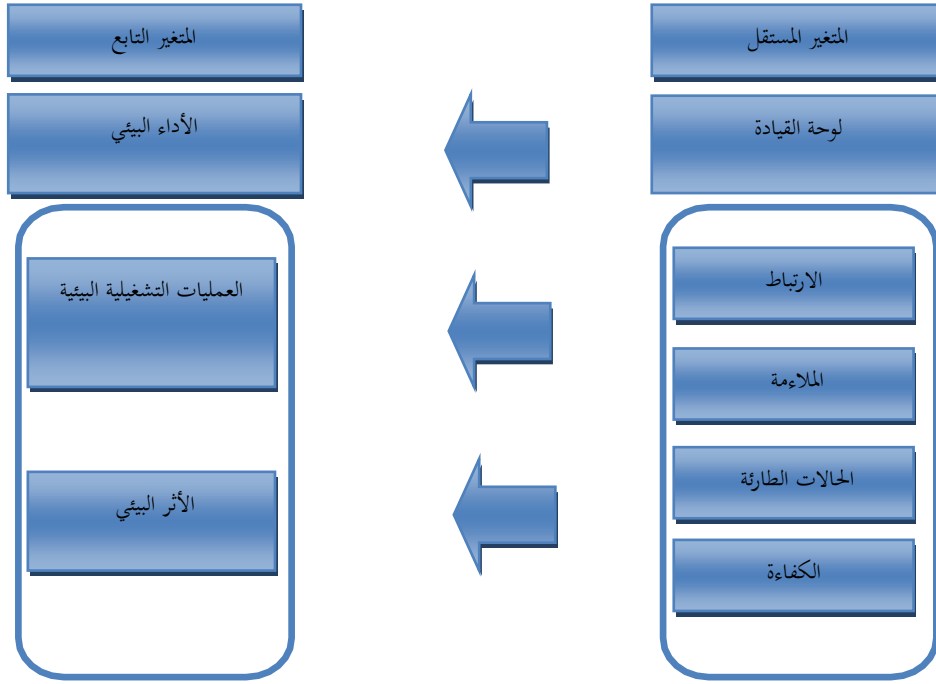 المتغير المستقل
المتغير التابع
لوحة القيادة
الأداء البيئي
الارتباط
الملاءمة
الحالات الطارئة
الكفاءة
العمليات التشغيلية البيئية
الأثر البيئي